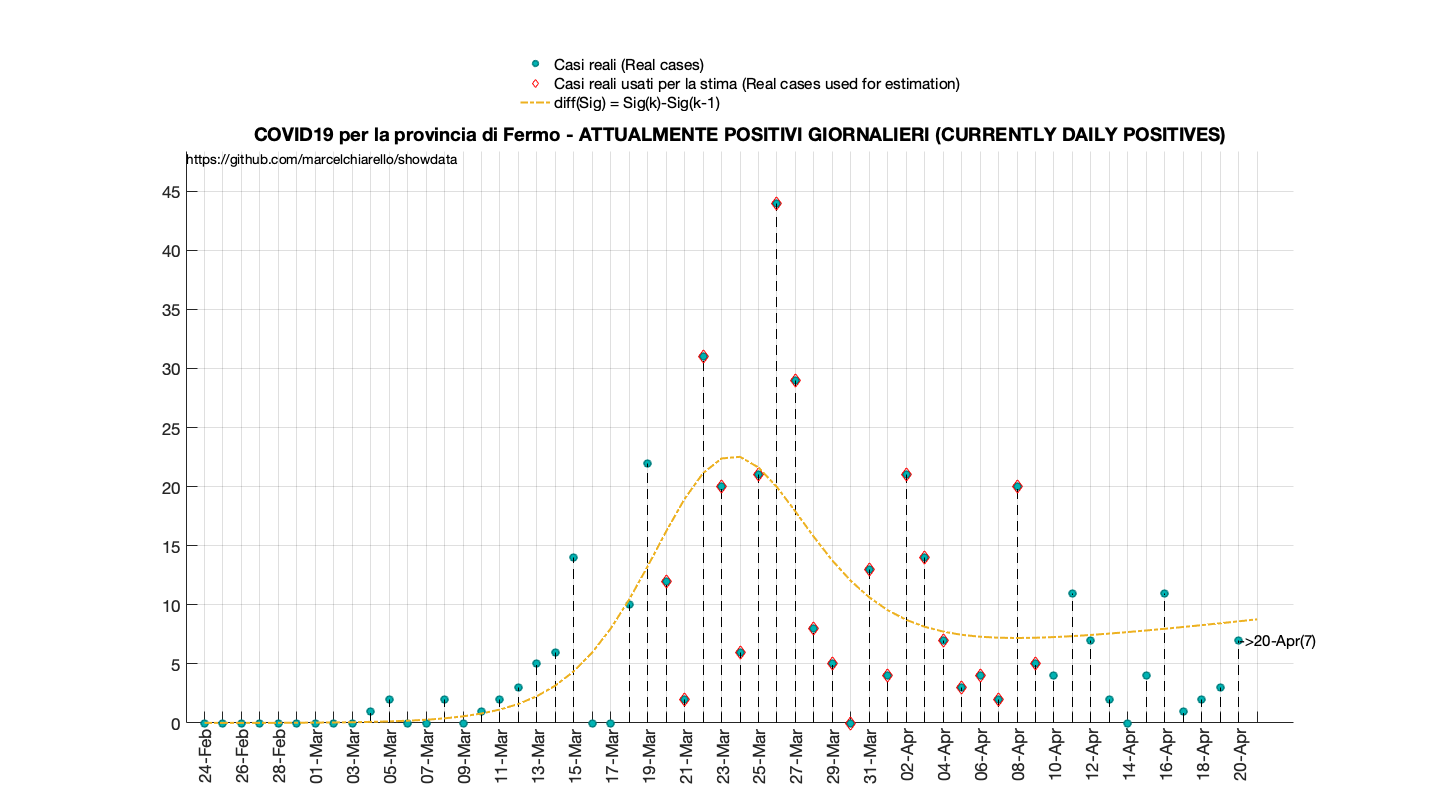 Casi reali (Real cases)
Casi reali usati per la stima (Real cases used for estimation)
diff(Sig) = Sig(k)-Sig(k-1)
COVID19 per la provincia di Fermo - ATTUALMENTE POSITIVI GIORNALIERI (CURRENTLY DAILY POSITIVES)
https://github.com/marcelchiarello/showdata
45
40
35
30
25
20
15
10
5
0
->20-Apr(7)
24-Feb
26-Feb
28-Feb
01-Mar
03-Mar
05-Mar
07-Mar
09-Mar
11-Mar
13-Mar
15-Mar
17-Mar
19-Mar
21-Mar
23-Mar
25-Mar
27-Mar
29-Mar
31-Mar
02-Apr
04-Apr
06-Apr
08-Apr
10-Apr
12-Apr
14-Apr
16-Apr
18-Apr
20-Apr